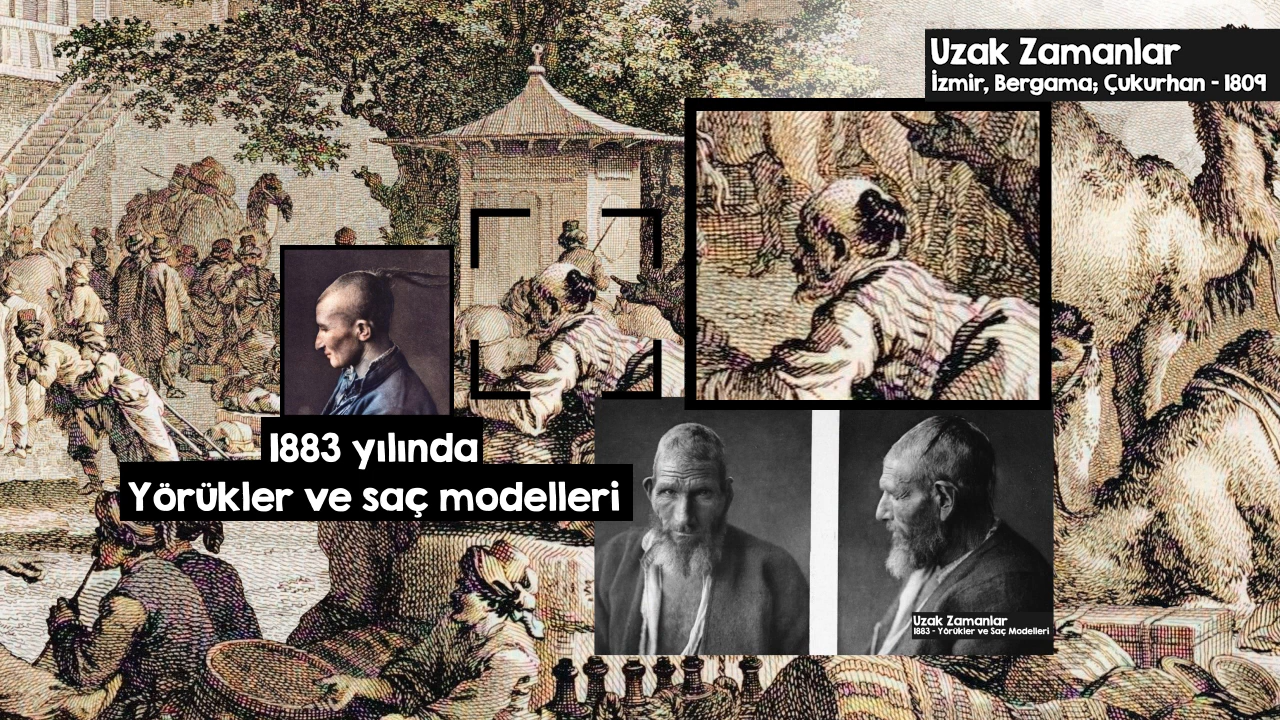 Uzak Zamanlar
İzmir, Bergama; Çukurhan - 1809
1883 yılında
Yörükler ve saç modelleri
Uzak Zamanlar
1883 - Yörükler ve Saç Modelleri